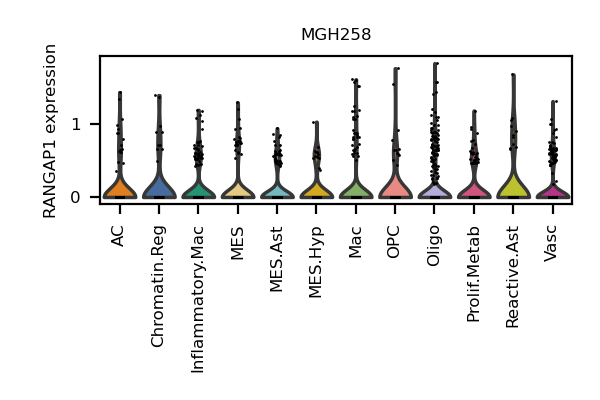 MGH258
RANGAP1 expression
1
0
AC
Chromatin.Reg
Inflammatory.Mac
MES
MES.Ast
MES.Hyp
Mac
OPC
Oligo
Prolif.Metab
Reactive.Ast
Vasc